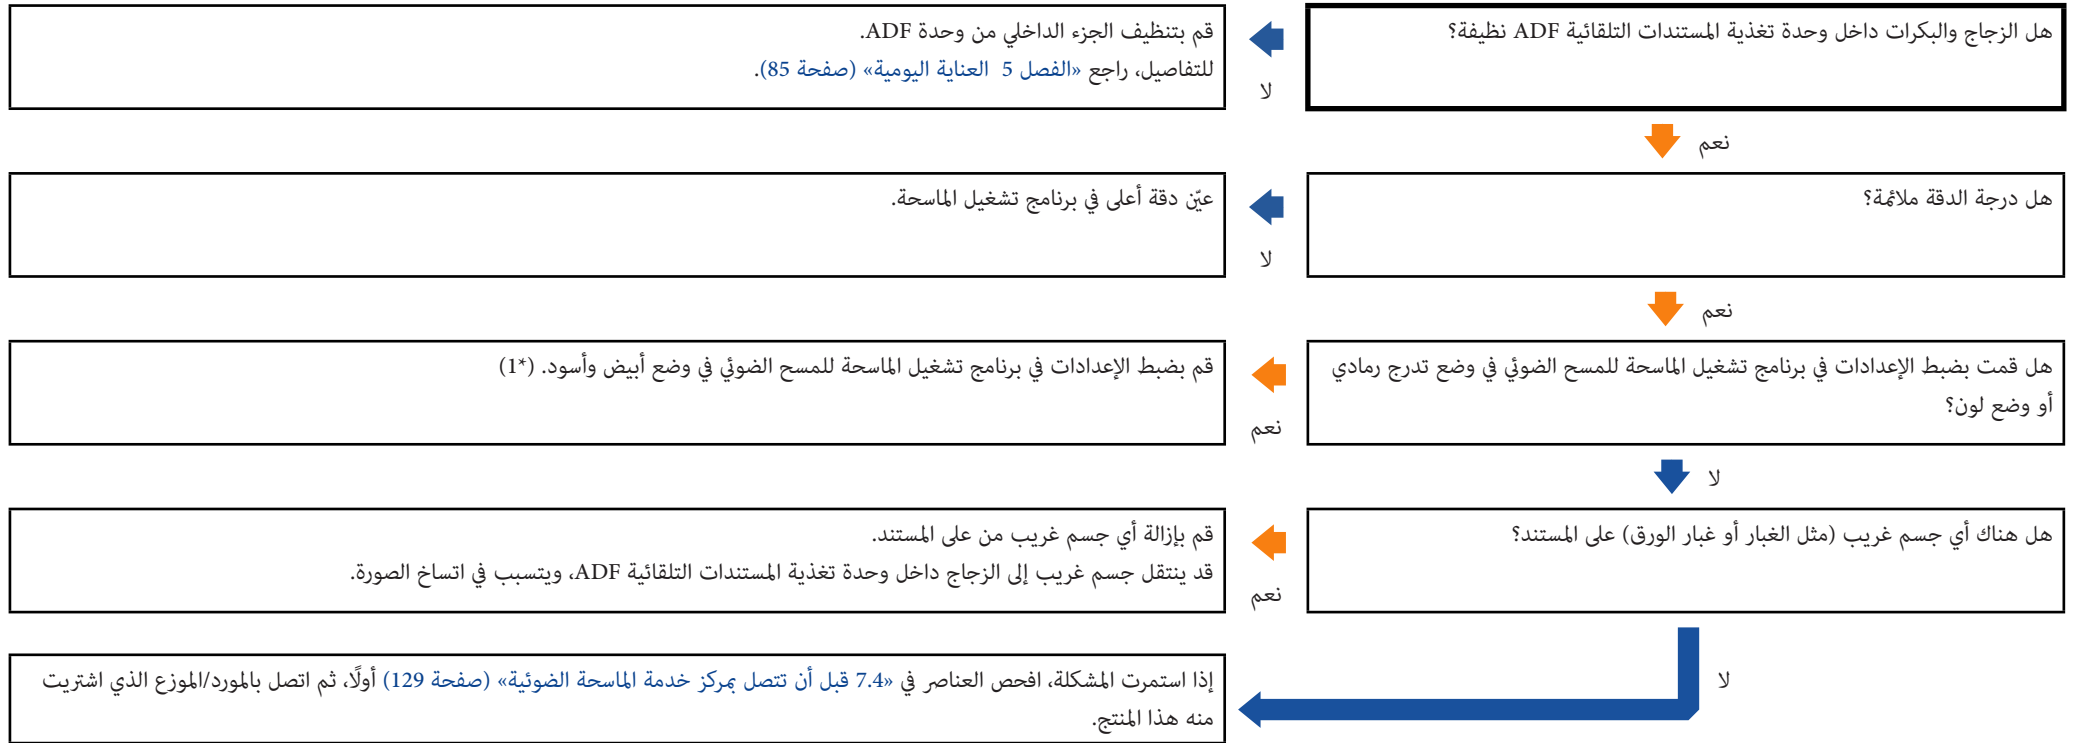 هل الزجاج والبكرات داخل وحدة تغذية المستندات التلقائية ADF نظيفة؟
لا
قم بتنظيف الجزء الداخلي من وحدة ADF.
للتفاصيل، راجع «الفصل 5 العناية اليومية» (صفحة 85).
نعم
هل درجة الدقة ملائمة؟
لا
عيّن دقة أعلى في برنامج تشغيل الماسحة.
نعم
هل قمت بضبط الإعدادات في برنامج تشغيل الماسحة للمسح الضوئي في وضع تدرج رمادي
أو وضع لون؟
نعم
قم بضبط الإعدادات في برنامج تشغيل الماسحة للمسح الضوئي في وضع أبيض وأسود. (*1)
لا
هل هناك أي جسم غريب (مثل الغبار أو غبار الورق) على المستند؟
نعم
قم بإزالة أي جسم غريب من على المستند.
قد ينتقل جسم غريب إلى الزجاج داخل وحدة تغذية المستندات التلقائية ADF، ويتسبب في اتساخ الصورة.
لا
إذا استمرت المشكلة، افحص العناصر في «7.4 قبل أن تتصل بمركز خدمة الماسحة الضوئية» (صفحة 129) أولًا، ثم اتصل بالمورد/الموزع الذي اشتريت
منه هذا المنتج.